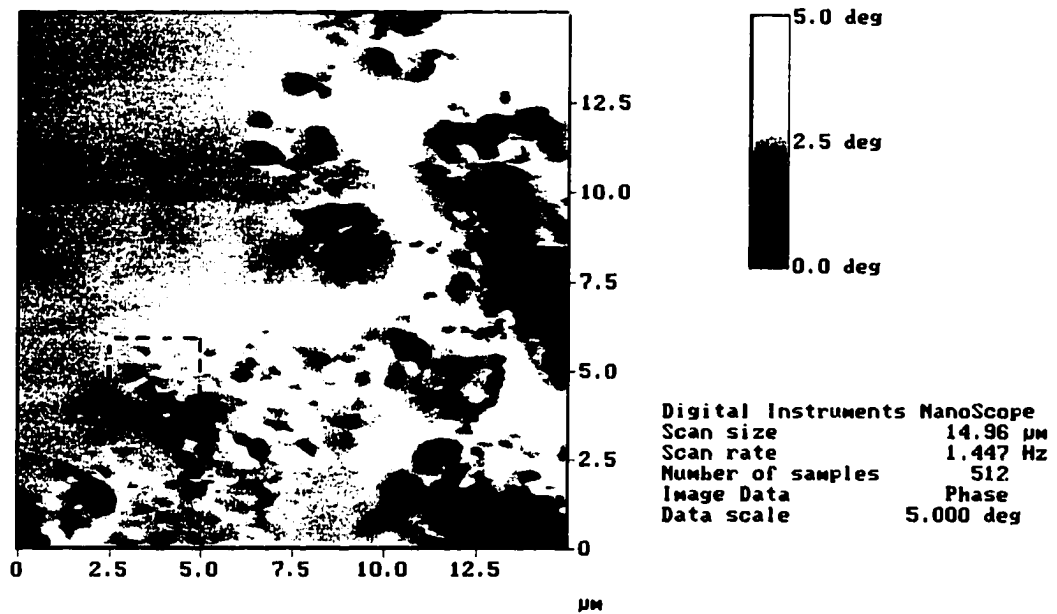 5.0 deg
2.5 deg
0.0 deg
12.5
10.0
7.5
5.0
2.5
0
0 2.5 5.0 7.5 10.0 12.5
µm
Digital Instruments NanoScope
Scan size 14.96 µm
Scan rate 1.447 Hz
Number of samples 512
Image Data Phase
Data scale 5.000 deg